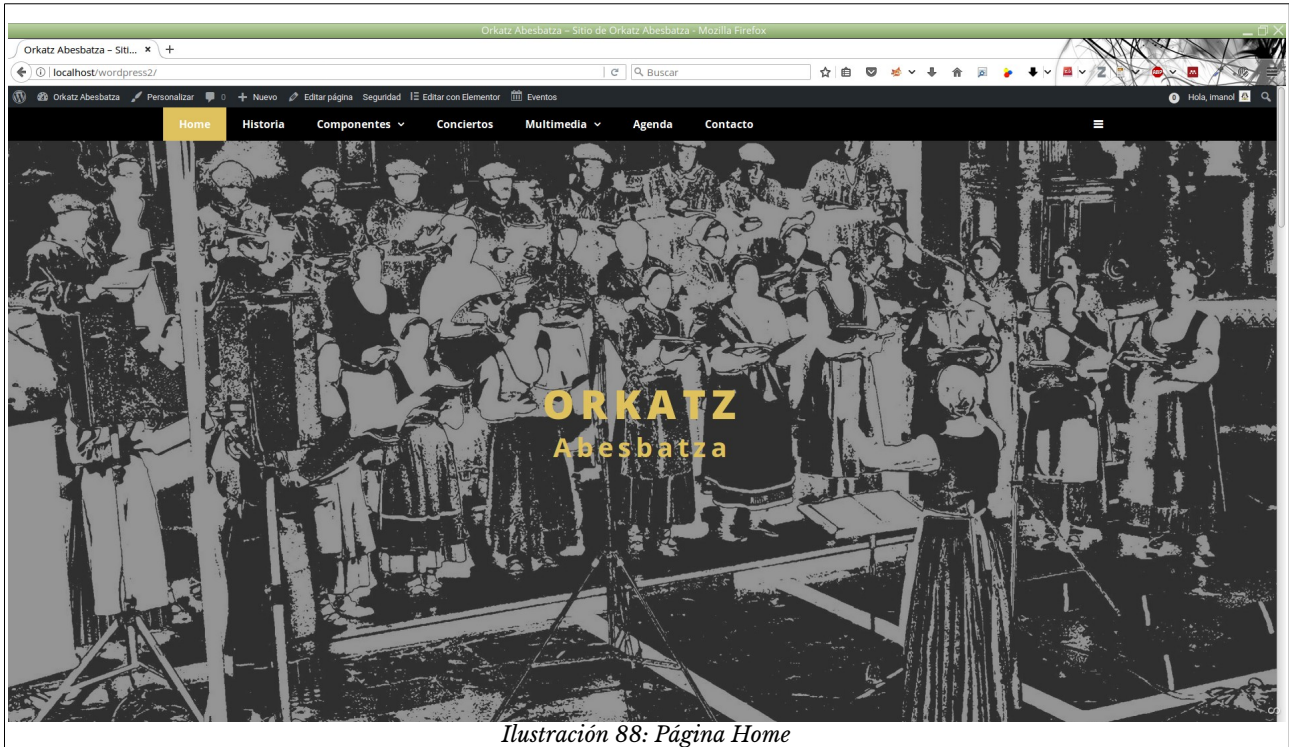 Orkatz Abesbatza – Sitio de Orkatz Abesbatza - Mozilla Firefox
Orkatz Abesbatza – Siti... × +
localhost/wordpress2/ Buscar
Orkatz Abesbatza Personalizar 0 + Nuevo Editar página Seguridad Editar con Elementor Eventos 0 Hola, imanol
Home Historia Componentes Conciertos Multimedia Agenda Contacto
ORKATZ
Abesbatza
Ilustración 88: Página Home